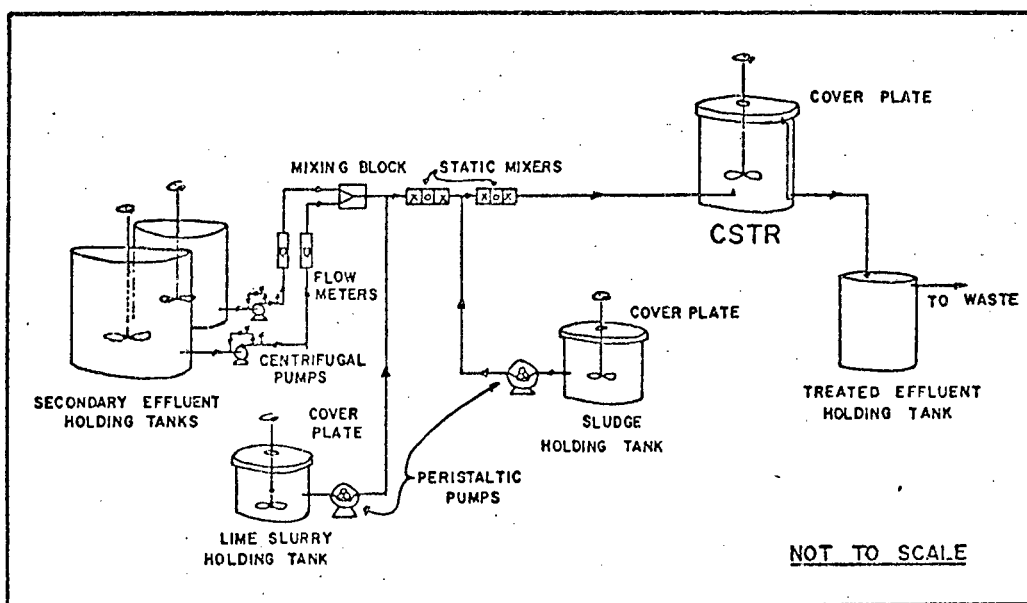 COVER PLATE
MIXING BLOCK
STATIC MIXERS
CSTR
FLOW
METERS
COVER PLATE
TO WASTE
CENTRIFUGAL
PUMPS
SECONDARY EFFLUENT
HOLDING TANKS
TREATED EFFLUENT
HOLDING TANK
COVER
PLATE
SLUDGE
HOLDING TANK
PERISTALTIC
PUMPS
LIME SLURRY
HOLDING TANK
NOT TO SCALE
X O X
X O X